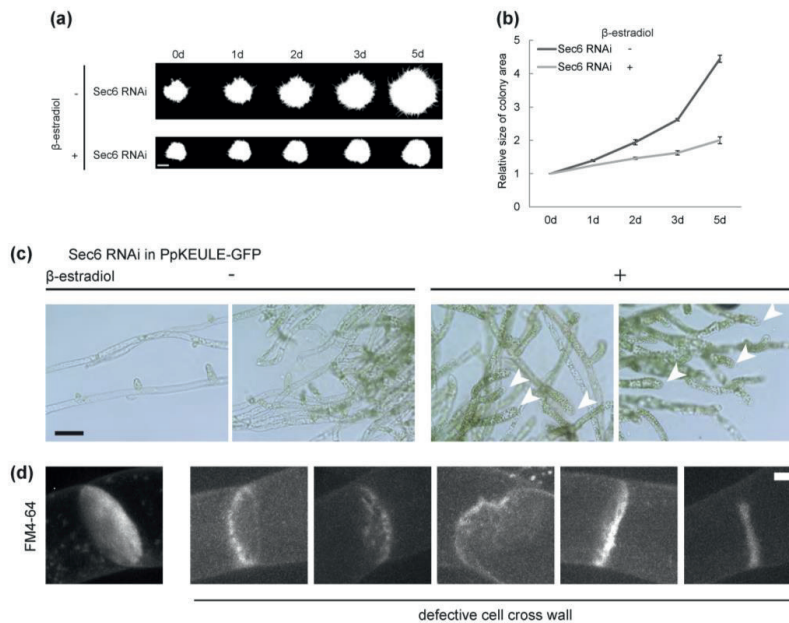 (a)
0d 1d 2d 3d 5d
β-estradiol
- Sec6 RNAi
+ Sec6 RNAi
(b)
β-estradiol
Sec6 RNAi -
Sec6 RNAi +
Relative size of colony area
5
4
3
2
1
0
0d 1d 2d 3d 5d
(c)
Sec6 RNAi in PpKEULE-GFP
β-estradiol - +
(d)
FM4-64
defective cell cross wall